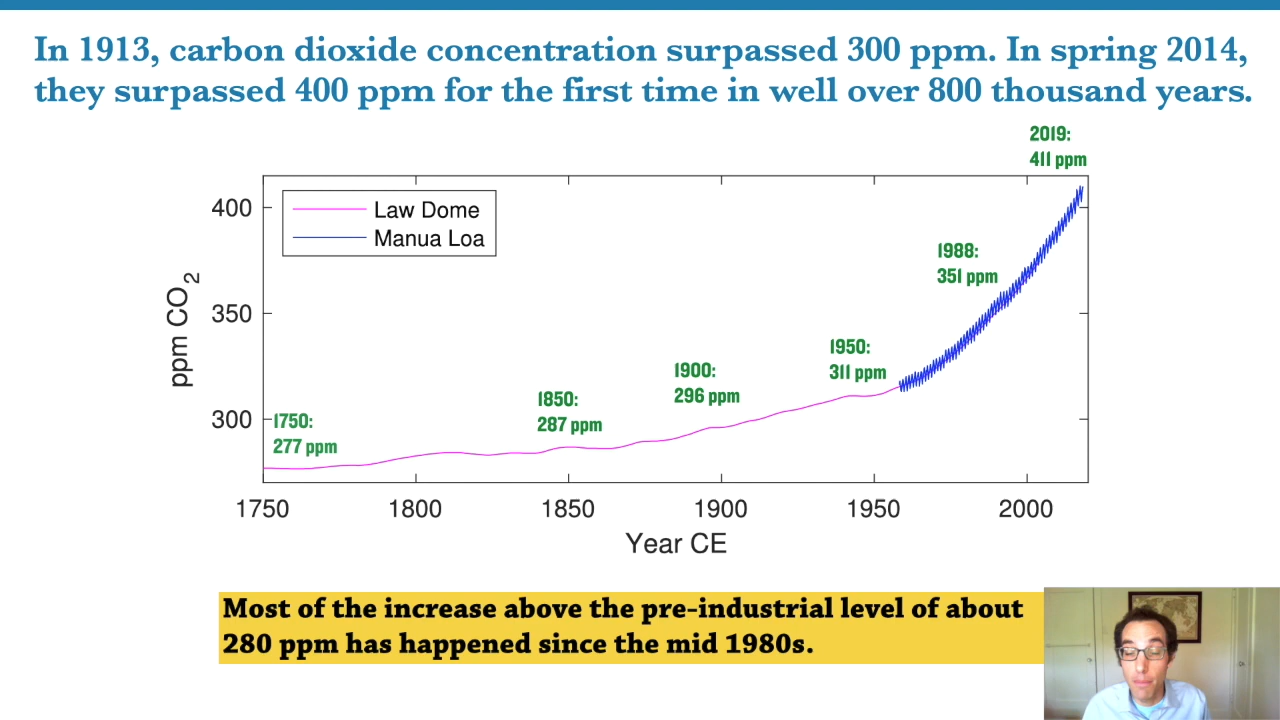 In 1913, carbon dioxide concentration surpassed 300 ppm. In spring 2014,
they surpassed 400 ppm for the first time in well over 800 thousand years.
2019:
411 ppm
Law Dome
Manua Loa
400
1988:
351 ppm
350
ppm CO2
1950:
311 ppm
1900:
296 ppm
1850:
287 ppm
300
1750:
277 ppm
1750 1800 1850 1900 1950 2000
Year CE
Most of the increase above the pre-industrial level of about
280 ppm has happened since the mid 1980s.